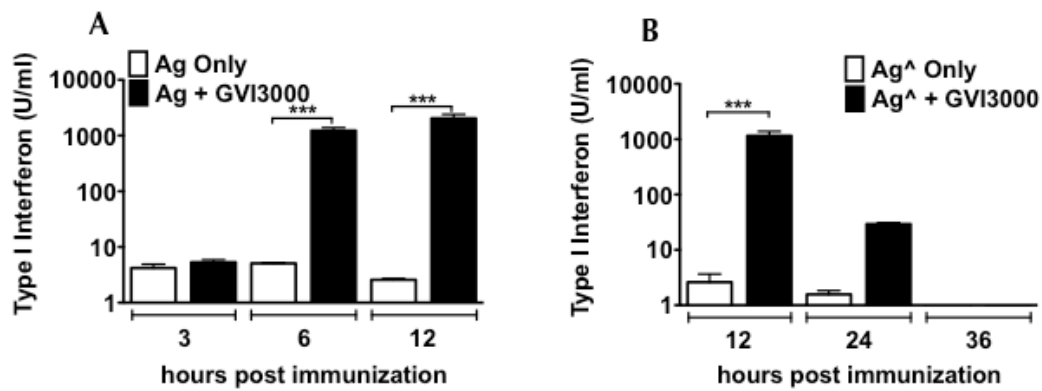 A
Ag Only
Ag + GVI3000
Type I Interferon (U/ml)
10000
1000
100
10
1
***
***
3
6
12
hours post immunization
B
Ag^ Only
Ag^ + GVI3000
Type I Interferon (U/ml)
10000
1000
100
10
1
***
12
24
36
hours post immunization